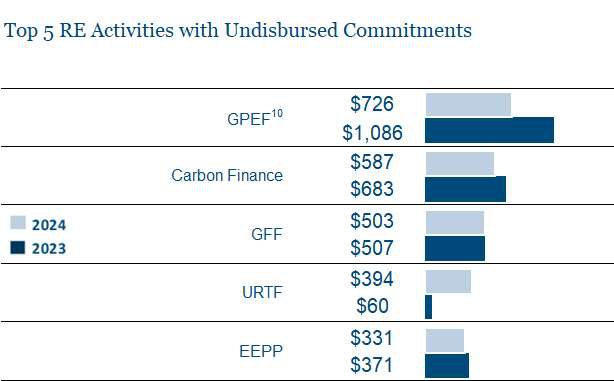 Top 5 RE Activities with Undisbursed Commitments
GPEF10
$726
$1,086
Carbon Finance
$587
$683
2024
2023
GFF
$503
$507
URTF
$394
$60
EEPP
$331
$371